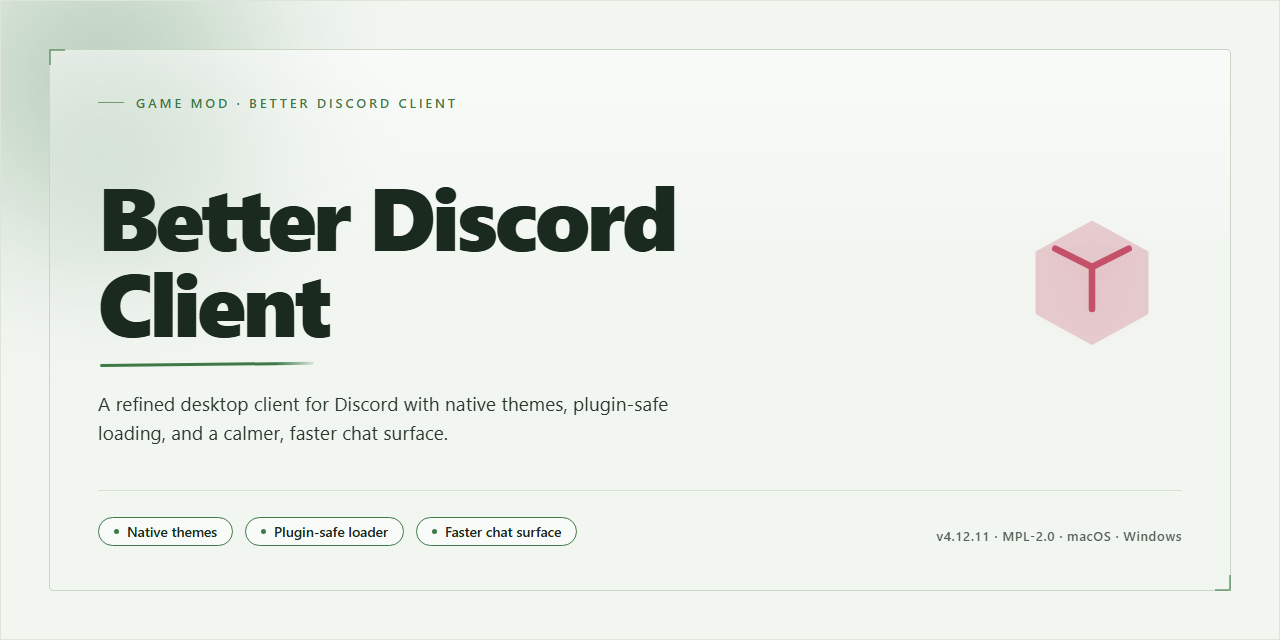 GAME MOD · BETTER DISCORD CLIENT
Better Discord
Client
A refined desktop client for Discord with native themes, plugin-safe
loading, and a calmer, faster chat surface.
Native themes
Plugin-safe loader
Faster chat surface
v4.12.11 · MPL-2.0 · macOS · Windows